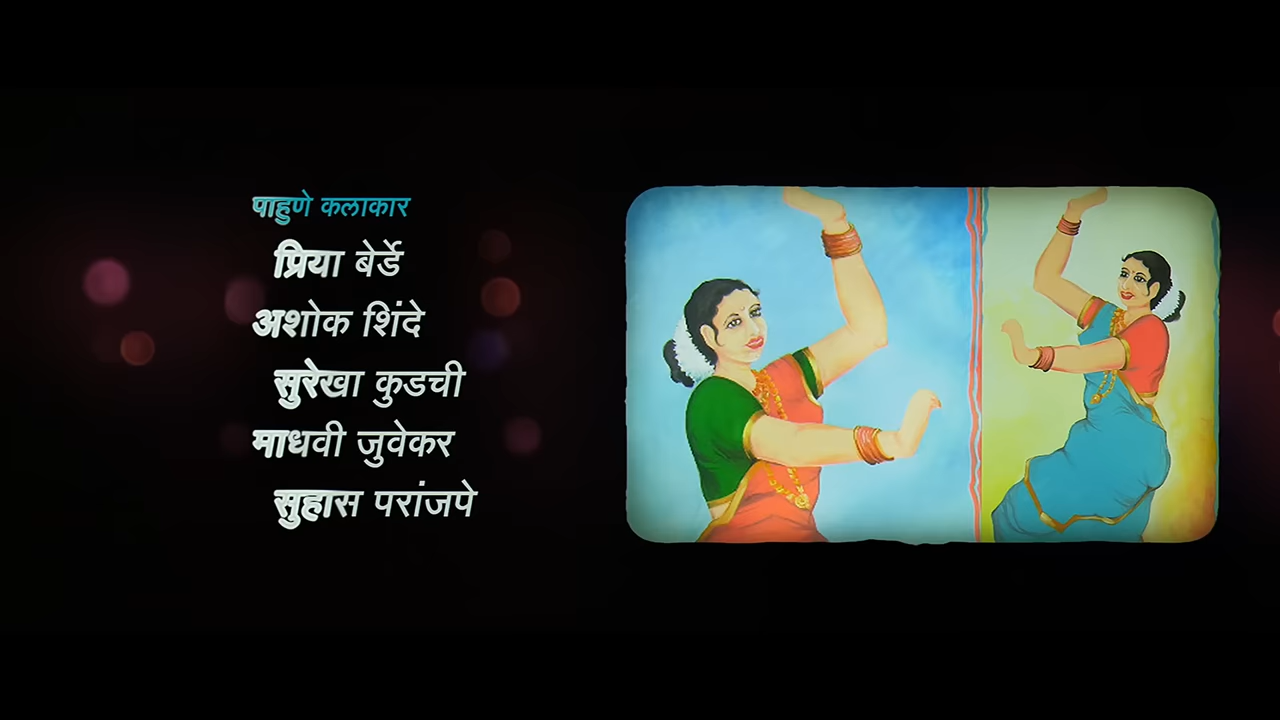 पाहुणे कलाकार
प्रिया बेर्डे
अशोक शिंदे
सुरेखा कुडची
माधवी जुवेकर
सुहास परांजपे